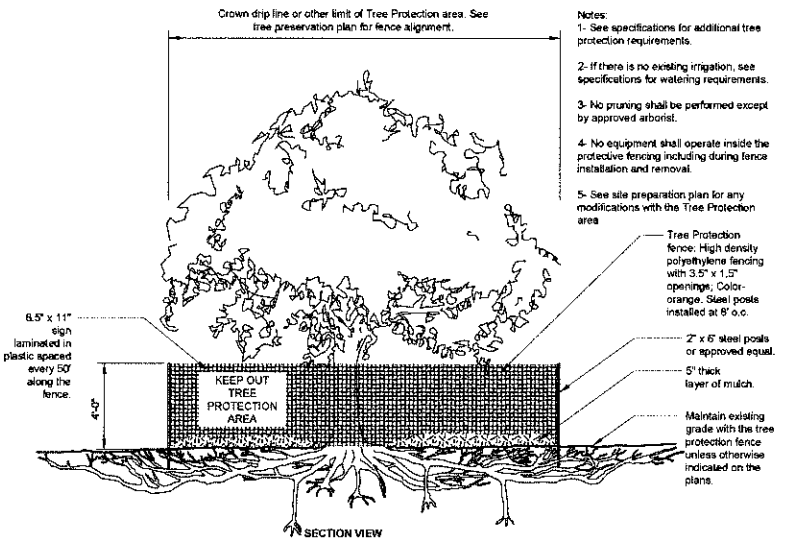 Crown drip line or other limit of Tree Protection area. See
tree preservation plan for fence alignment.
Notes:
1- See specifications for additional tree
protection requirements.
2- If there is no existing irrigation, see
specifications for watering requirements.
3- No pruning shall be performed except
by approved arborist.
4- No equipment shall operate inside the
protective fencing including during fence
installation and removal.
5- See site preparation plan for any
modifications with the Tree Protection
area
Tree Protection
fence: High density
polyethylene fencing
with 3.5" x 1.5"
openings; Color-
orange. Steel posts
installed at 8' o.c.
2" x 6' steel posts
or approved equal.
5" thick
layer of mulch.
Maintain existing
grade with the tree
protection fence
unless otherwise
indicated on the
plans.
8.5" x 11"
sign
laminated in
plastic spaced
every 50'
along the
fence.
4'-0"
KEEP OUT
TREE
PROTECTION
AREA
SECTION VIEW